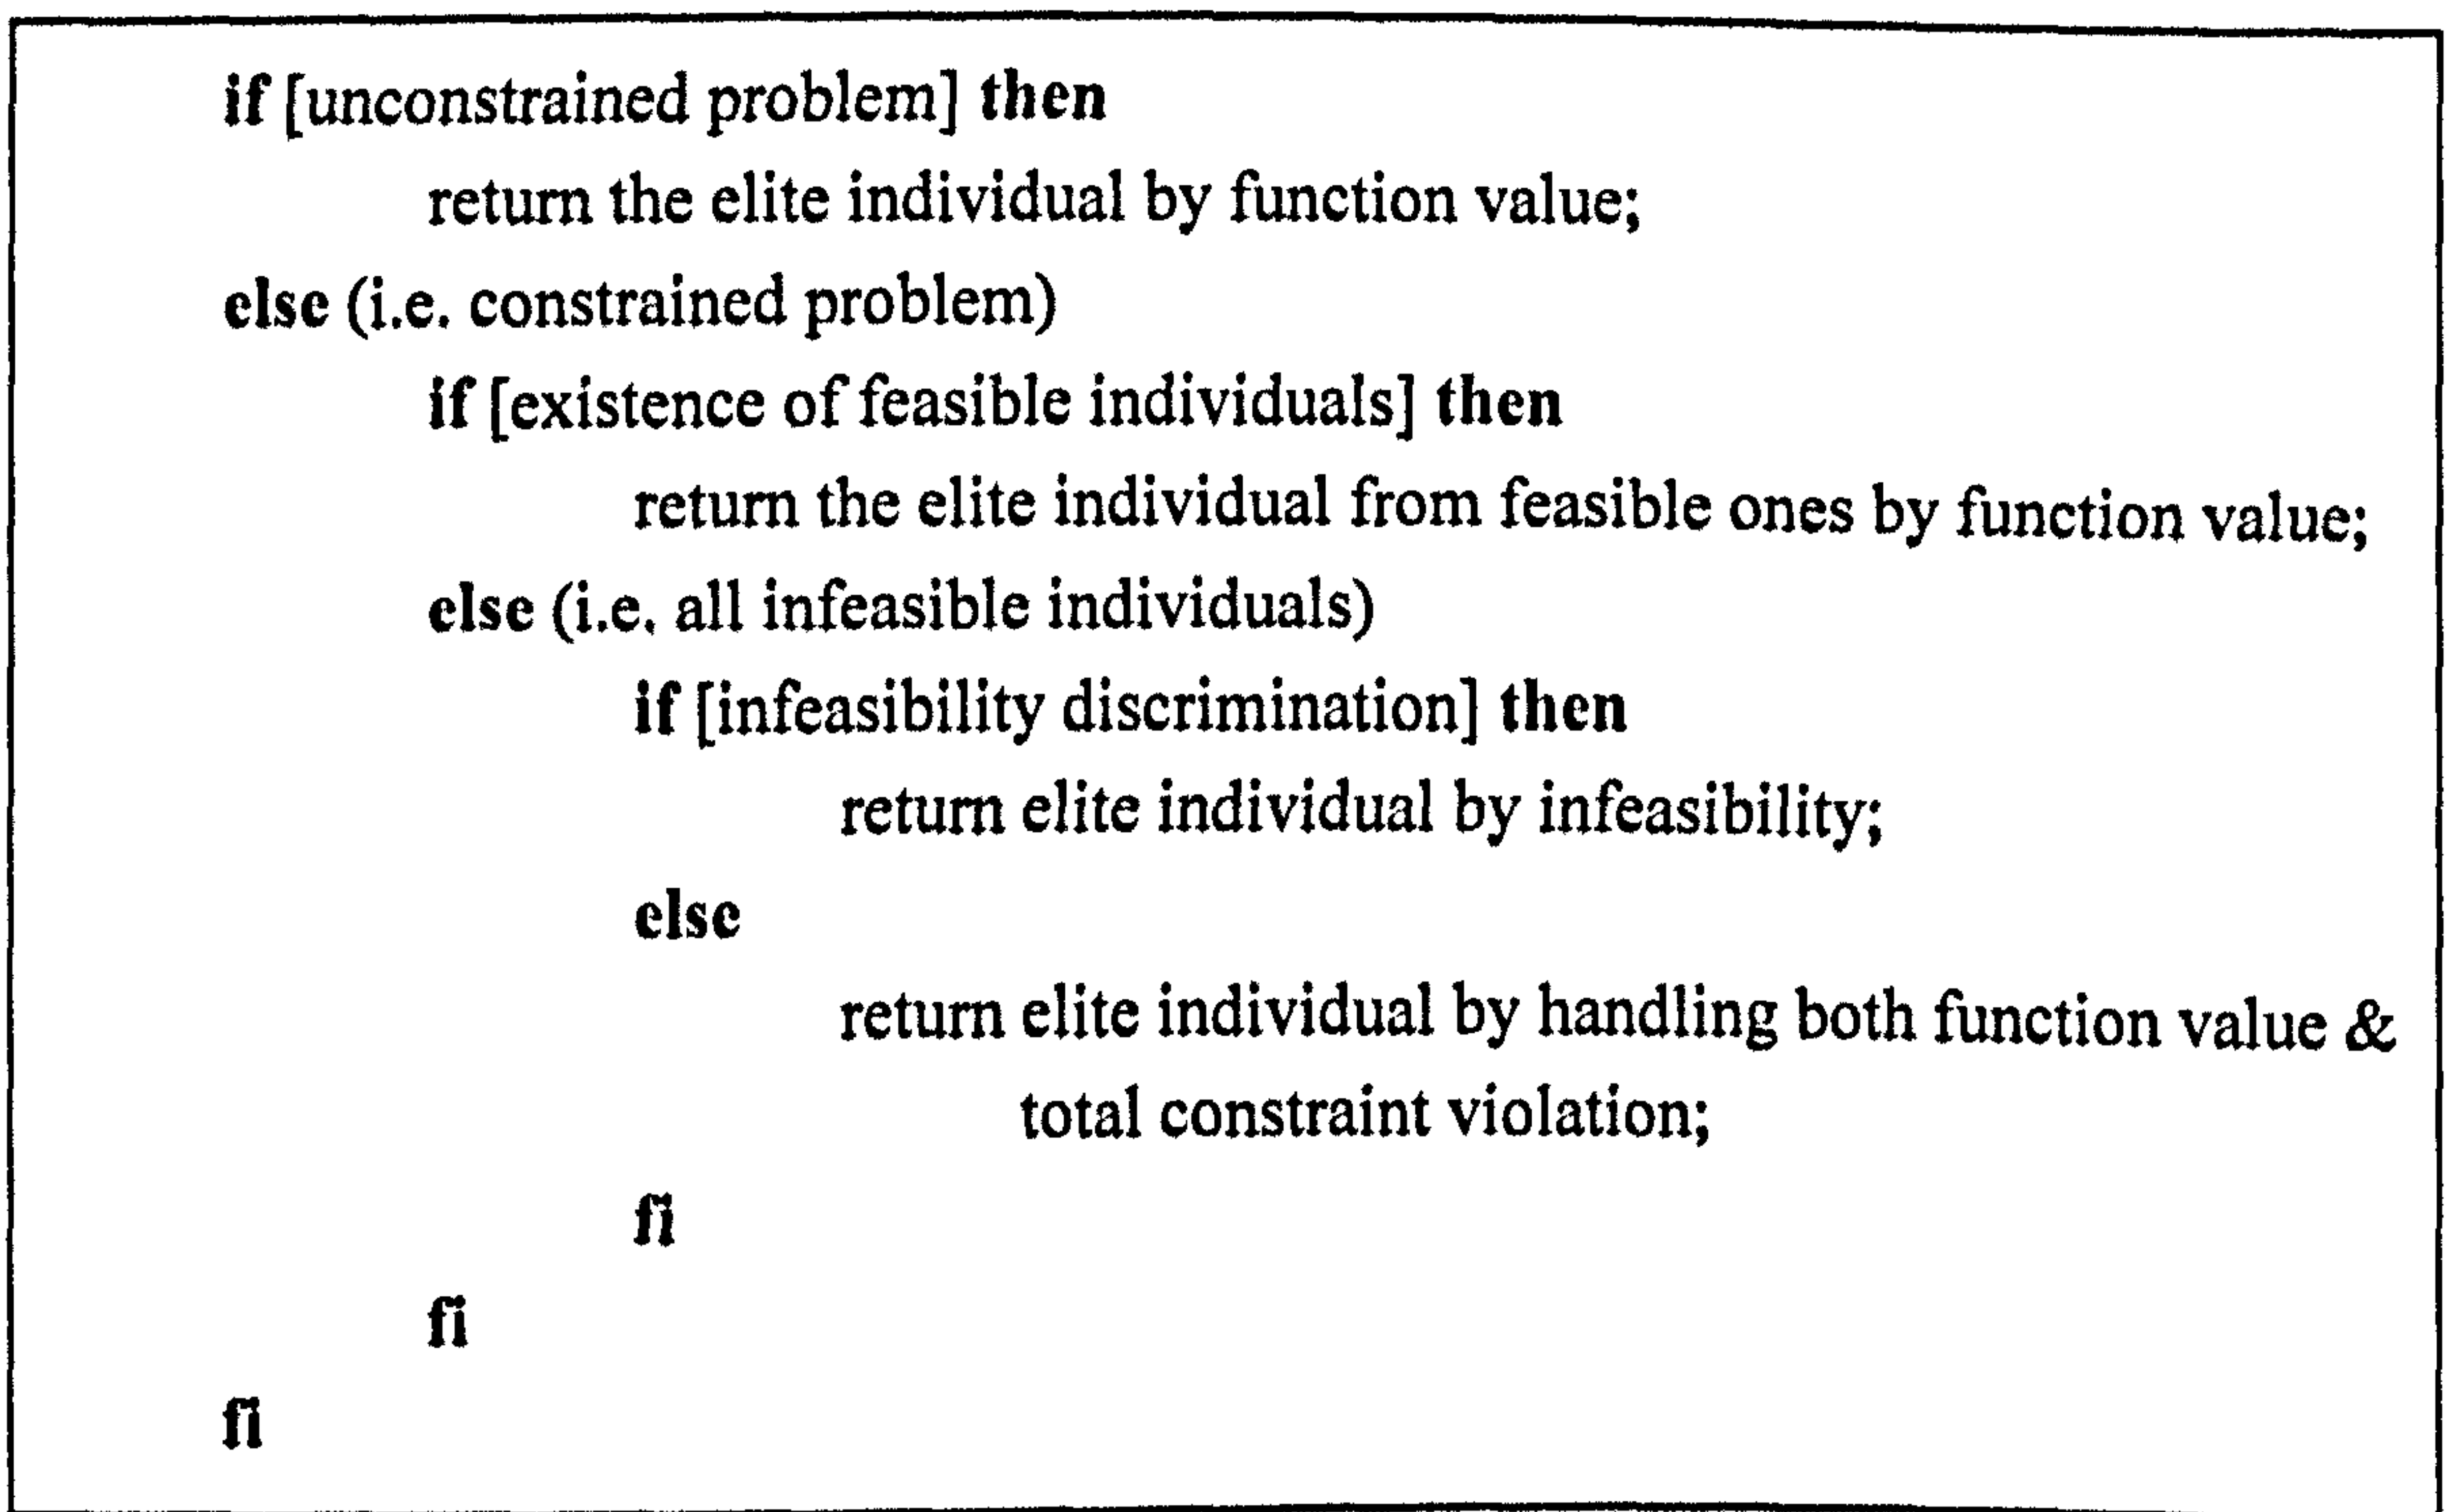 if [unconstrained problem] then
return the elite individual by function value;
else (i.e. constrained problem)
if [existence of feasible individuals] then
return the elite individual from feasible ones by function value;
else (i.e. all infeasible individuals)
if [infeasibility discrimination] then
return elite individual by infeasibility;
else
return elite individual by handling both function value &
total constraint violation;
fi
fi
fi